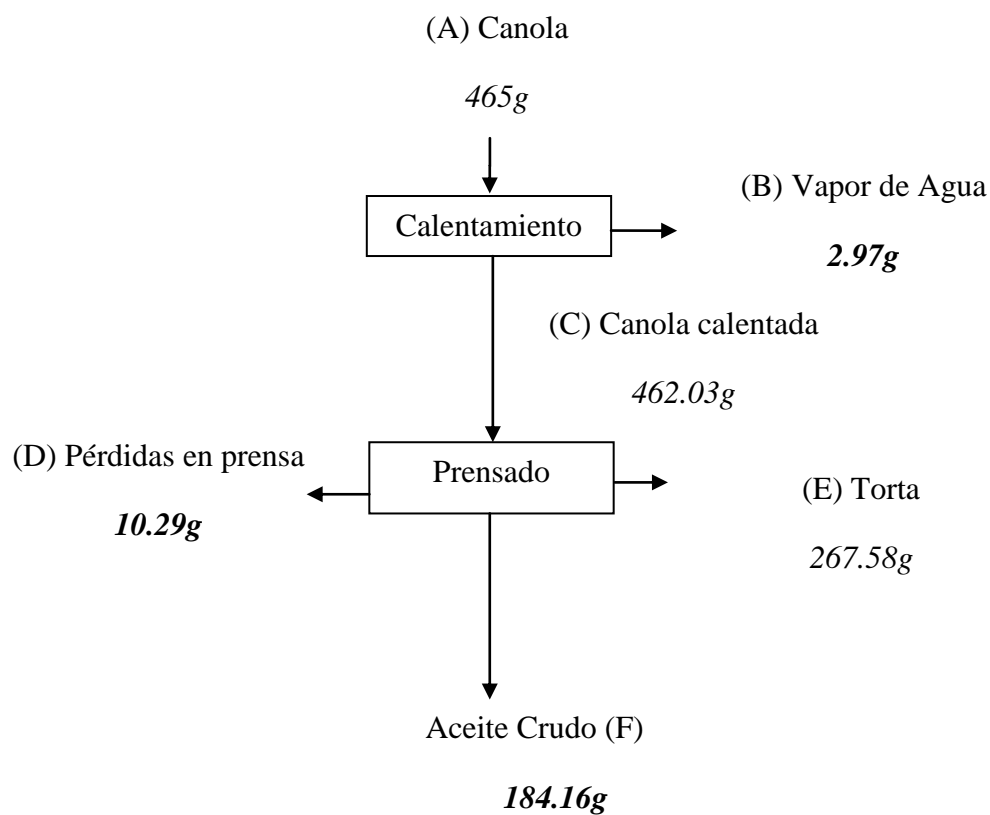 (A) Canola
465g
Calentamiento
(B) Vapor de Agua
2.97g
(C) Canola calentada
462.03g
(D) Pérdidas en prensa
10.29g
Prensado
(E) Torta
267.58g
Aceite Crudo (F)
184.16g